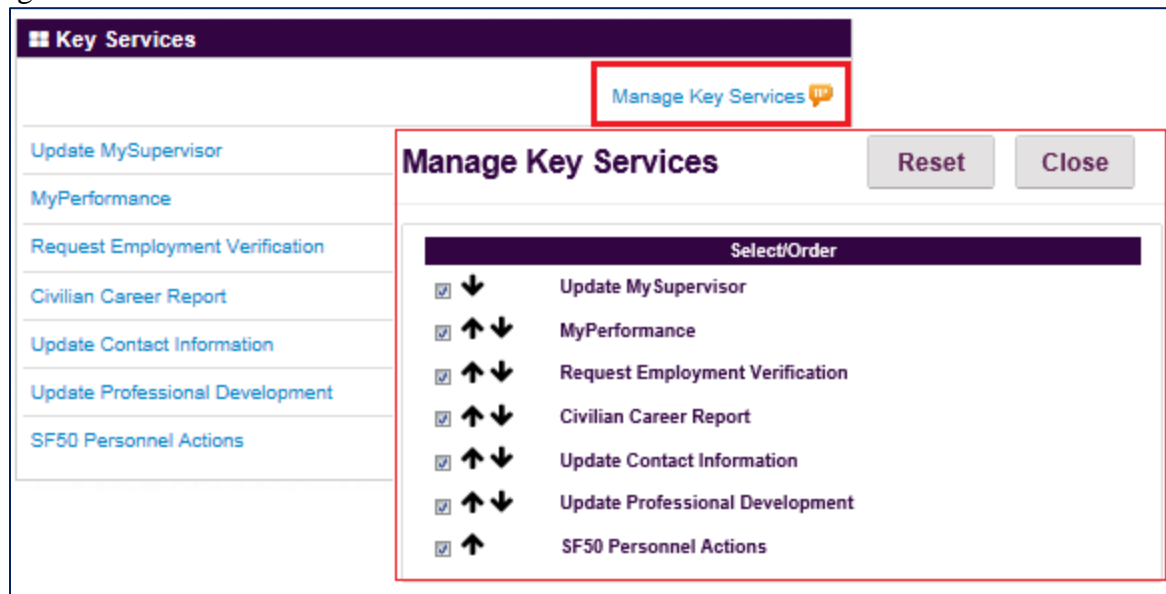 Key Services
Manage Key Services
Update MySupervisor
MyPerformance
Request Employment Verification
Civilian Career Report
Update Contact Information
Update Professional Development
SF50 Personnel Actions
Manage Key Services
Reset
Close
Select/Order
Update MySupervisor
MyPerformance
Request Employment Verification
Civilian Career Report
Update Contact Information
Update Professional Development
SF50 Personnel Actions